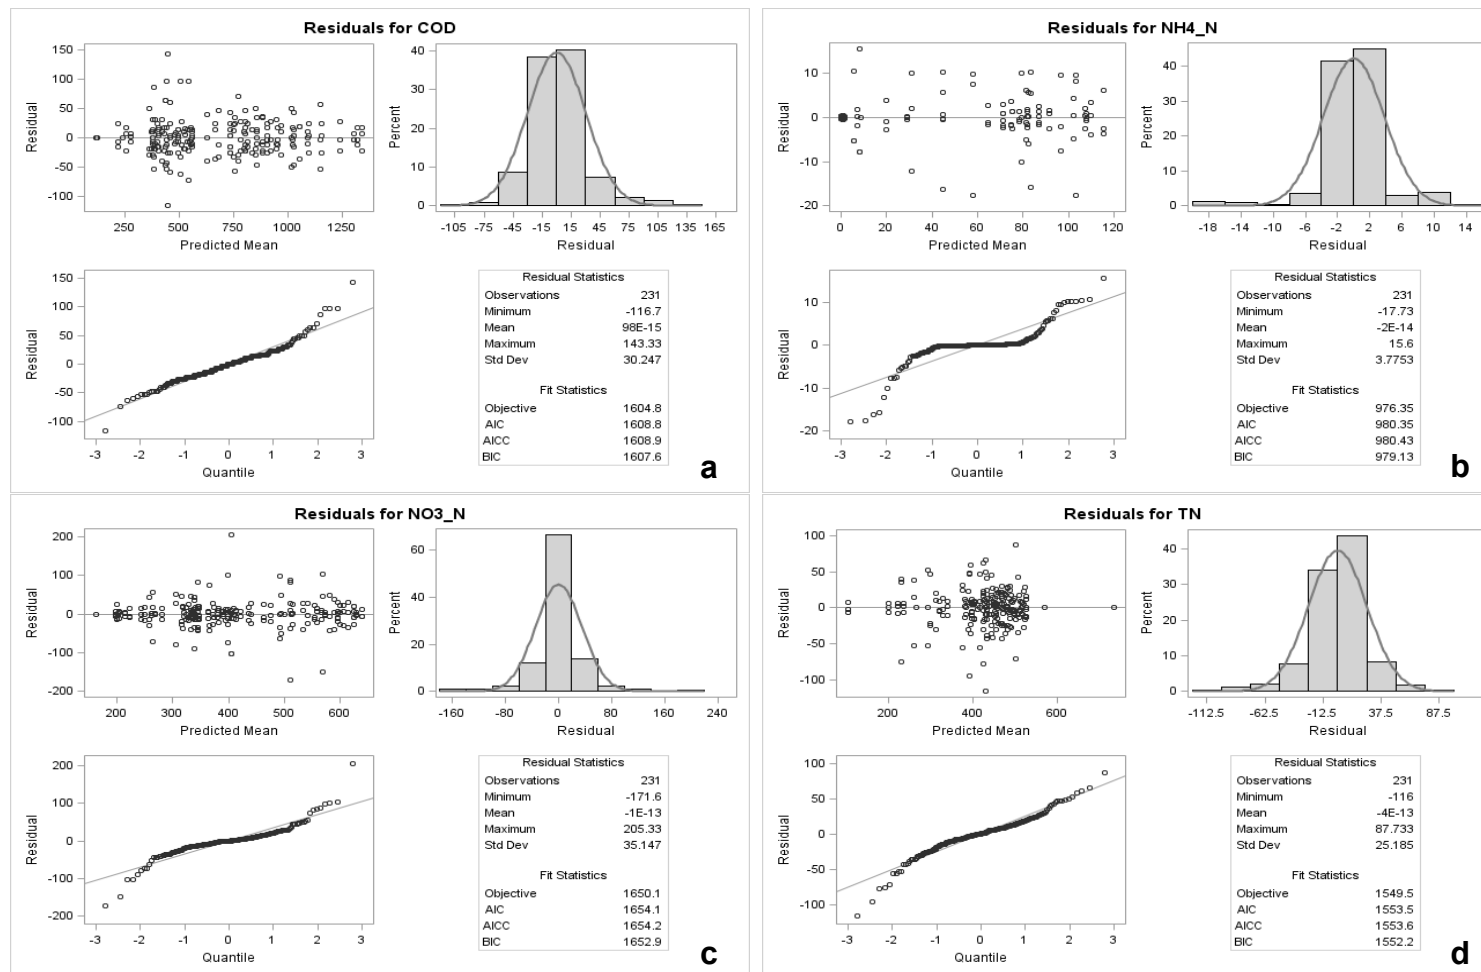 Residuals for COD
150
100
50
0
-50
-100
Residual
250 500 750 1000 1250
Predicted Mean
40
30
20
10
0
Percent
-105 -75 -45 -15 15 45 75 105 135 165
Residual
150
100
50
0
-50
-100
Residual
-3 -2 -1 0 1 2 3
Quantile
Residual Statistics
Observations 231
Minimum -116.7
Mean 98E-15
Maximum 143.33
Std Dev 30.247
Fit Statistics
Objective 1604.8
AIC 1608.8
AICC 1608.9
BIC 1607.6
a
Residuals for NH4_N
10
0
-10
-20
Residual
0 20 40 60 80 100 120
Predicted Mean
40
30
20
10
0
Percent
-18 -14 -10 -6 -2 2 6 10 14
Residual
10
0
-10
-20
Residual
-3 -2 -1 0 1 2 3
Quantile
Residual Statistics
Observations 231
Minimum -17.73
Mean -2E-14
Maximum 15.6
Std Dev 3.7753
Fit Statistics
Objective 976.35
AIC 980.35
AICC 980.43
BIC 979.13
b
Residuals for NO3_N
200
100
0
-100
-200
Residual
200 300 400 500 600
Predicted Mean
60
40
20
0
Percent
-160 -80 0 80 160 240
Residual
200
100
0
-100
-200
Residual
-3 -2 -1 0 1 2 3
Quantile
Residual Statistics
Observations 231
Minimum -171.6
Mean -1E-13
Maximum 205.33
Std Dev 35.147
Fit Statistics
Objective 1650.1
AIC 1654.1
AICC 1654.2
BIC 1652.9
c
Residuals for TN
100
50
0
-50
-100
Residual
200 400 600
Predicted Mean
40
30
20
10
0
Percent
-112.5 -62.5 -12.5 37.5 87.5
Residual
100
50
0
-50
-100
Residual
-3 -2 -1 0 1 2 3
Quantile
Residual Statistics
Observations 231
Minimum -116
Mean -4E-13
Maximum 87.733
Std Dev 25.185
Fit Statistics
Objective 1549.5
AIC 1553.5
AICC 1553.6
BIC 1552.2
d